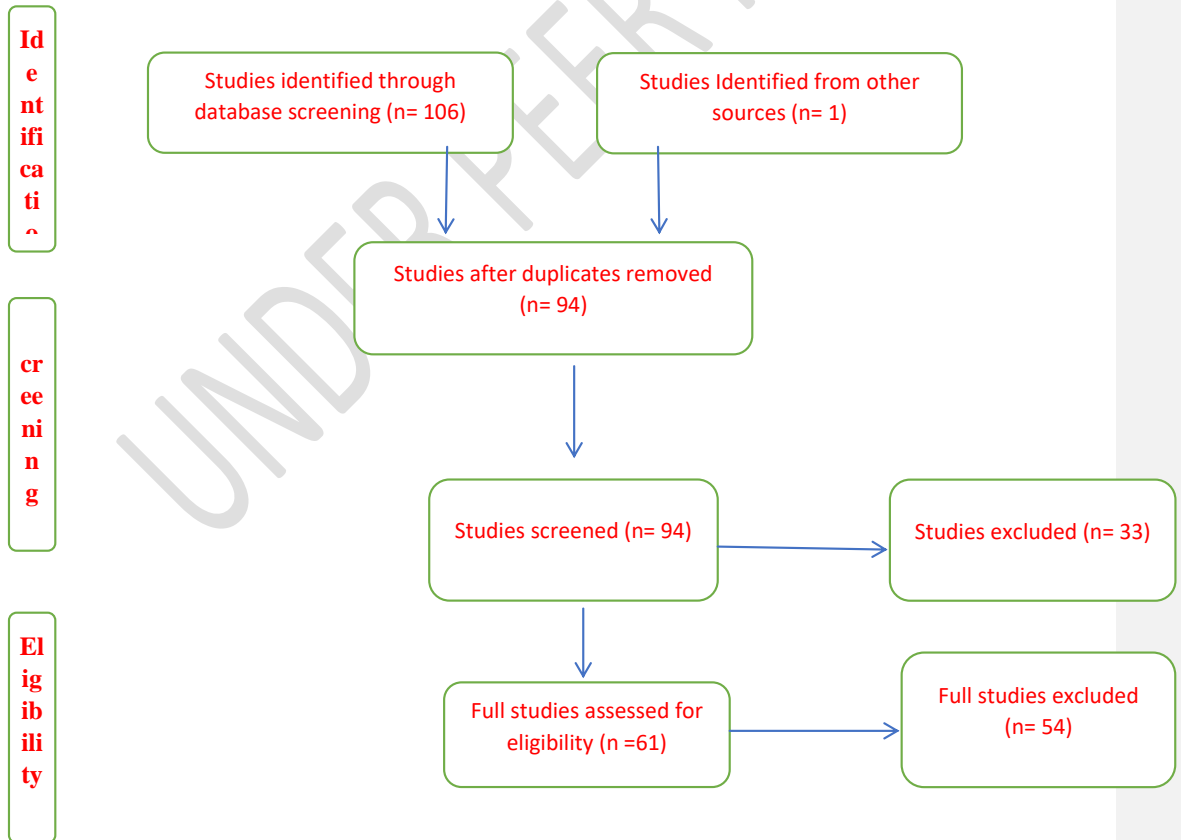 Id
e
nt
ifi
ca
ti
Studies identified through
database screening (n= 106)
Studies Identified from other
sources (n= 1)
Studies after duplicates removed
(n= 94)
cr
ee
ni
n
g
Studies screened (n= 94)
Studies excluded (n= 33)
El
ig
ib
ili
ty
Full studies assessed for
eligibility (n =61)
Full studies excluded
(n= 54)
UNDER PEER